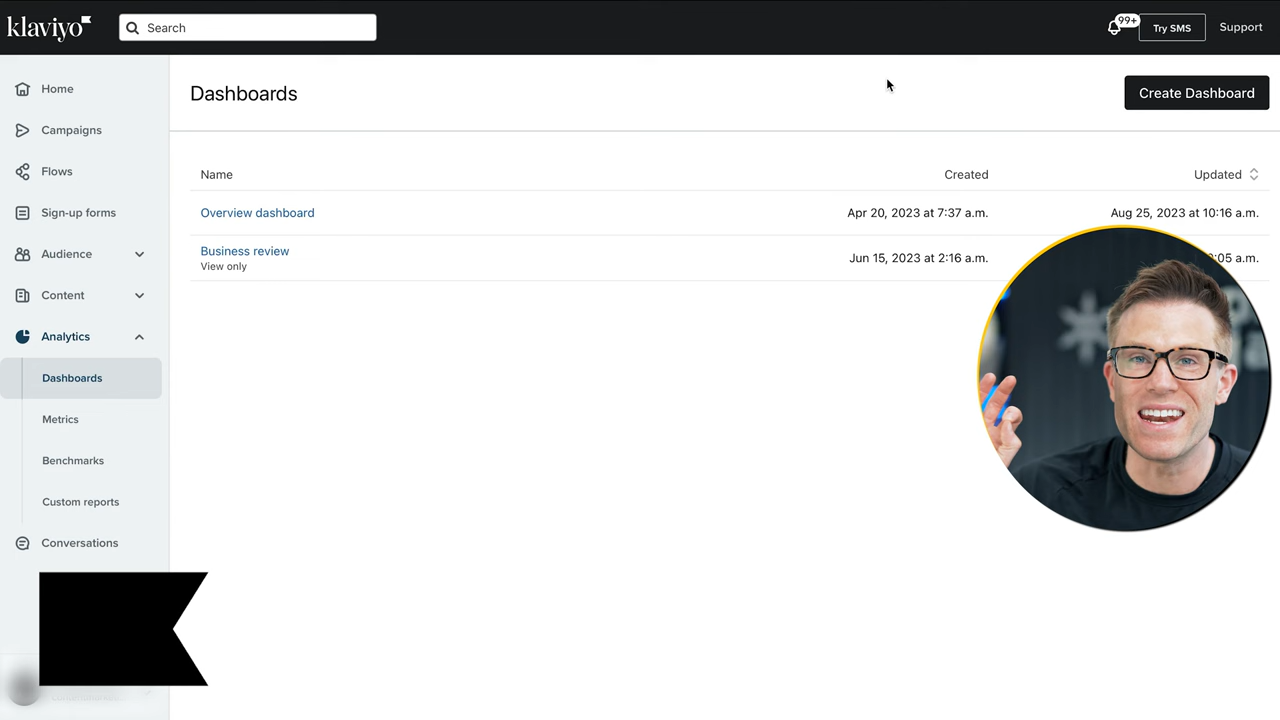 klaviyo
Search
99+
Try SMS
Support
Home
Campaigns
Flows
Sign-up forms
Audience
Content
Analytics
Dashboards
Metrics
Benchmarks
Custom reports
Conversations
Dashboards
Create Dashboard
Name Created Updated
Overview dashboard Apr 20, 2023 at 7:37 a.m. Aug 25, 2023 at 10:16 a.m.
Business review Jun 15, 2023 at 2:16 a.m. :05 a.m.
View only